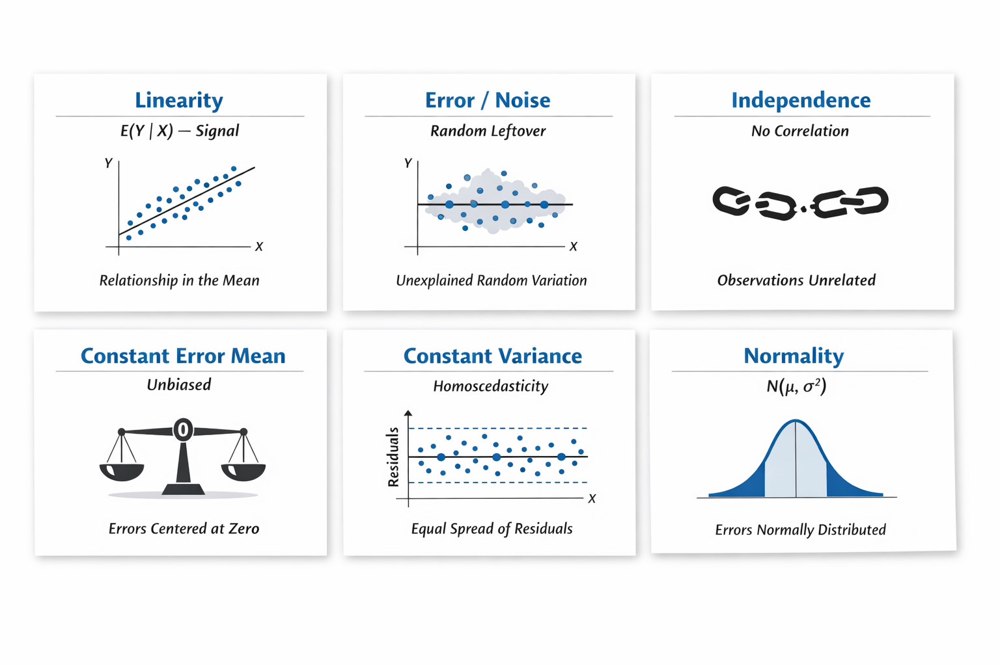 Linearity
E(Y | X) — Signal
Y
X
Relationship in the Mean
Error / Noise
Random Leftover
Y
X
Unexplained Random Variation
Independence
No Correlation
Observations Unrelated
Constant Error Mean
Unbiased
0
Errors Centered at Zero
Constant Variance
Homoscedasticity
Residuals
X
Equal Spread of Residuals
Normality
N(μ, σ²)
Errors Normally Distributed